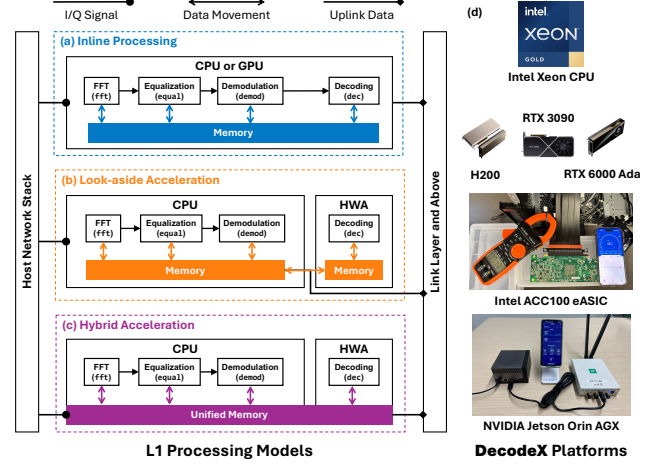 I/Q Signal
Data Movement
Uplink Data
Host Network Stack
(a) Inline Processing
CPU or GPU
FFT
(fft)
Equalization
(equal)
Demodulation
(demod)
Decoding
(dec)
Memory
(b) Look-aside Acceleration
CPU
HWA
FFT
(fft)
Equalization
(equal)
Demodulation
(demod)
Decoding
(dec)
Memory
Memory
(c) Hybrid Acceleration
CPU
HWA
FFT
(fft)
Equalization
(equal)
Demodulation
(demod)
Decoding
(dec)
Unified Memory
Link Layer and Above
L1 Processing Models
(d)
intel.
XEON
GOLD
Intel Xeon CPU
RTX 3090
H200
RTX 6000 Ada
Intel ACC100 eASIC
NVIDIA Jetson Orin AGX
DecodeX Platforms